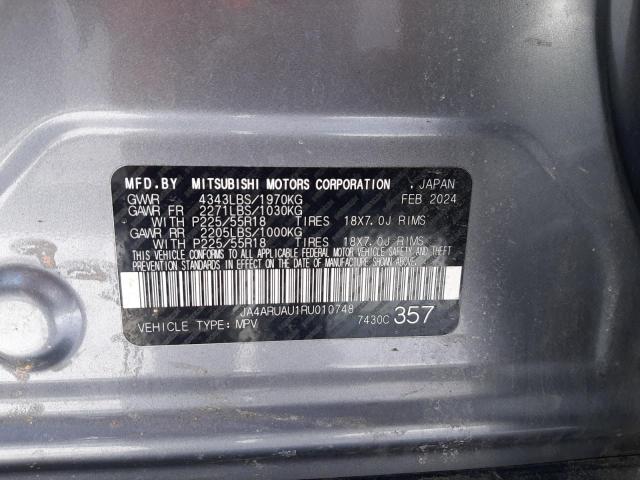 MFD.BY MITSUBISHI MOTORS CORPORATION . JAPAN
GVWR 4343LBS/1970KG FEB 2024
GAWR FR 2271LBS/1030KG
WITH P225/55R18 TIRES 18X7.0J RIMS
GAWR RR 2205LBS/1000KG
WITH P225/55R18 TIRES 18X7.0J RIMS
THIS VEHICLE CONFORMS TO ALL APPLICABLE FEDERAL MOTOR VEHICLE SAFETY, BUMPER AND THEFT
PREVENTION STANDARDS IN EFFECT ON THE DATE OF MANUFACTURE SHOWN ABOVE.
JA4ARUAU1RU010748
VEHICLE TYPE: MPV 7430C 357